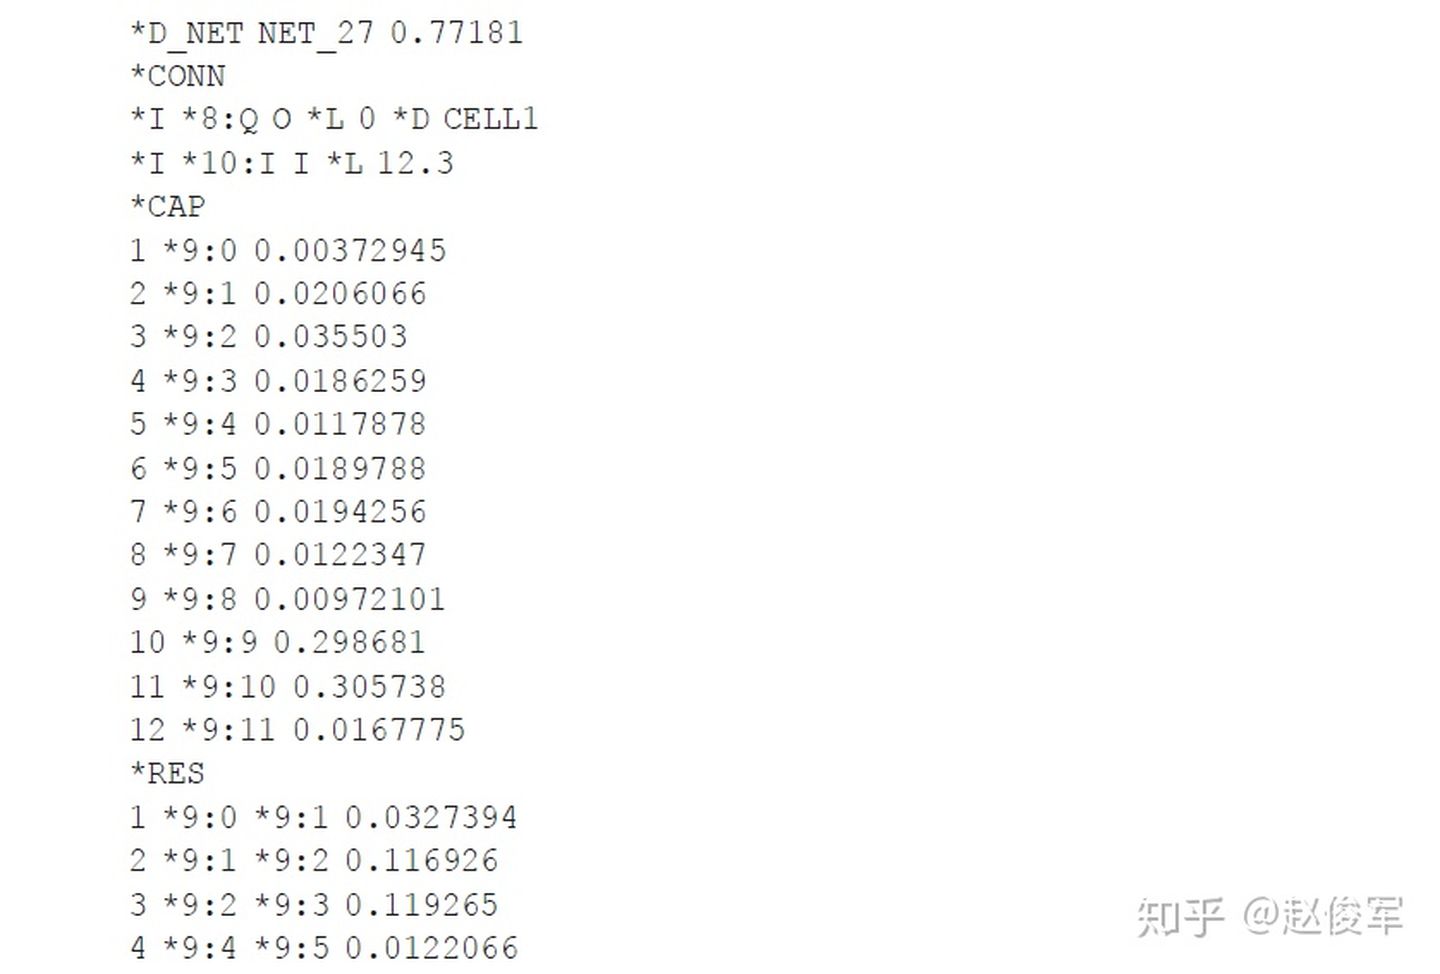 *D_NET NET_27 0.77181
*CONN
*I *8:Q O *L 0 *D CELL1
*I *10:I I *L 12.3
*CAP
1 *9:0 0.00372945
2 *9:1 0.0206066
3 *9:2 0.035503
4 *9:3 0.0186259
5 *9:4 0.0117878
6 *9:5 0.0189788
7 *9:6 0.0194256
8 *9:7 0.0122347
9 *9:8 0.00972101
10 *9:9 0.298681
11 *9:10 0.305738
12 *9:11 0.0167775
*RES
1 *9:0 *9:1 0.0327394
2 *9:1 *9:2 0.116926
3 *9:2 *9:3 0.119265
4 *9:4 *9:5 0.0122066
知乎 @赵俊军